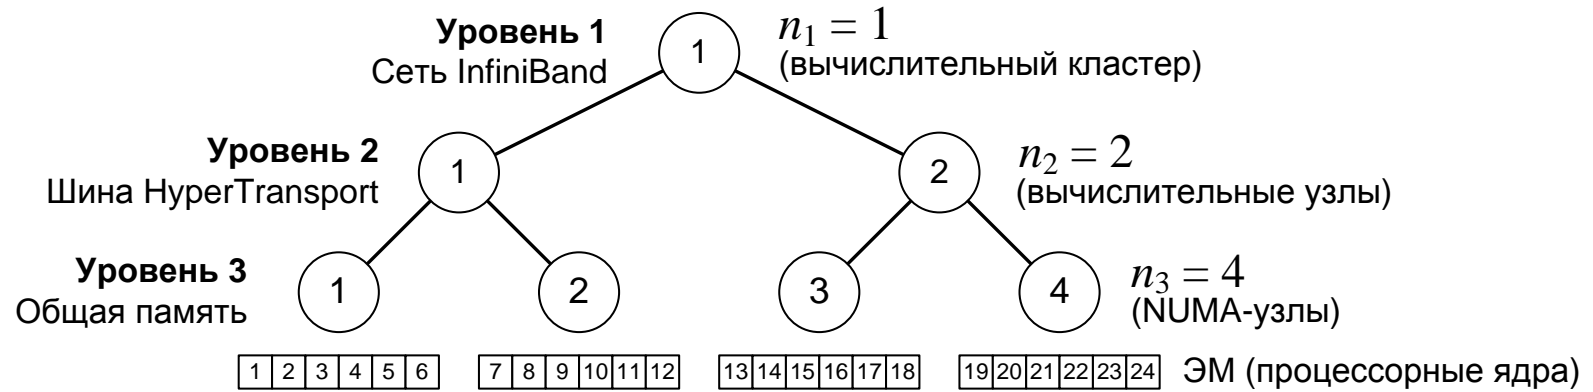 Уровень 1
Сеть InfiniBand
1
n₁ = 1
(вычислительный кластер)
Уровень 2
Шина HyperTransport
1
2
n₂ = 2
(вычислительные узлы)
Уровень 3
Общая память
1
2
3
4
n₃ = 4
(NUMA-узлы)
1 2 3 4 5 6 7 8 9 10 11 12 13 14 15 16 17 18 19 20 21 22 23 24 ЭМ (процессорные ядра)